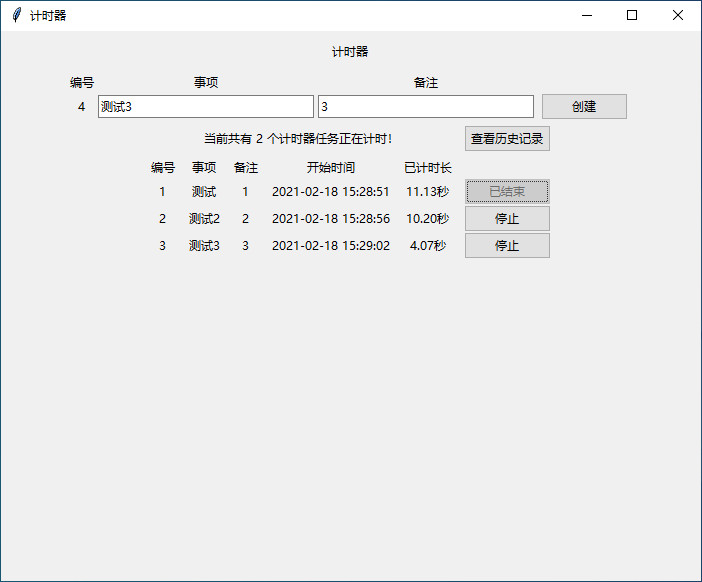 计时器
计时器
编号 事项 备注
4 测试3 3 创建
当前共有 2 个计时器任务正在计时! 查看历史记录
编号 事项 备注 开始时间 已计时长
1 测试 1 2021-02-18 15:28:51 11.13秒 已结束
2 测试2 2 2021-02-18 15:28:56 10.20秒 停止
3 测试3 3 2021-02-18 15:29:02 4.07秒 停止